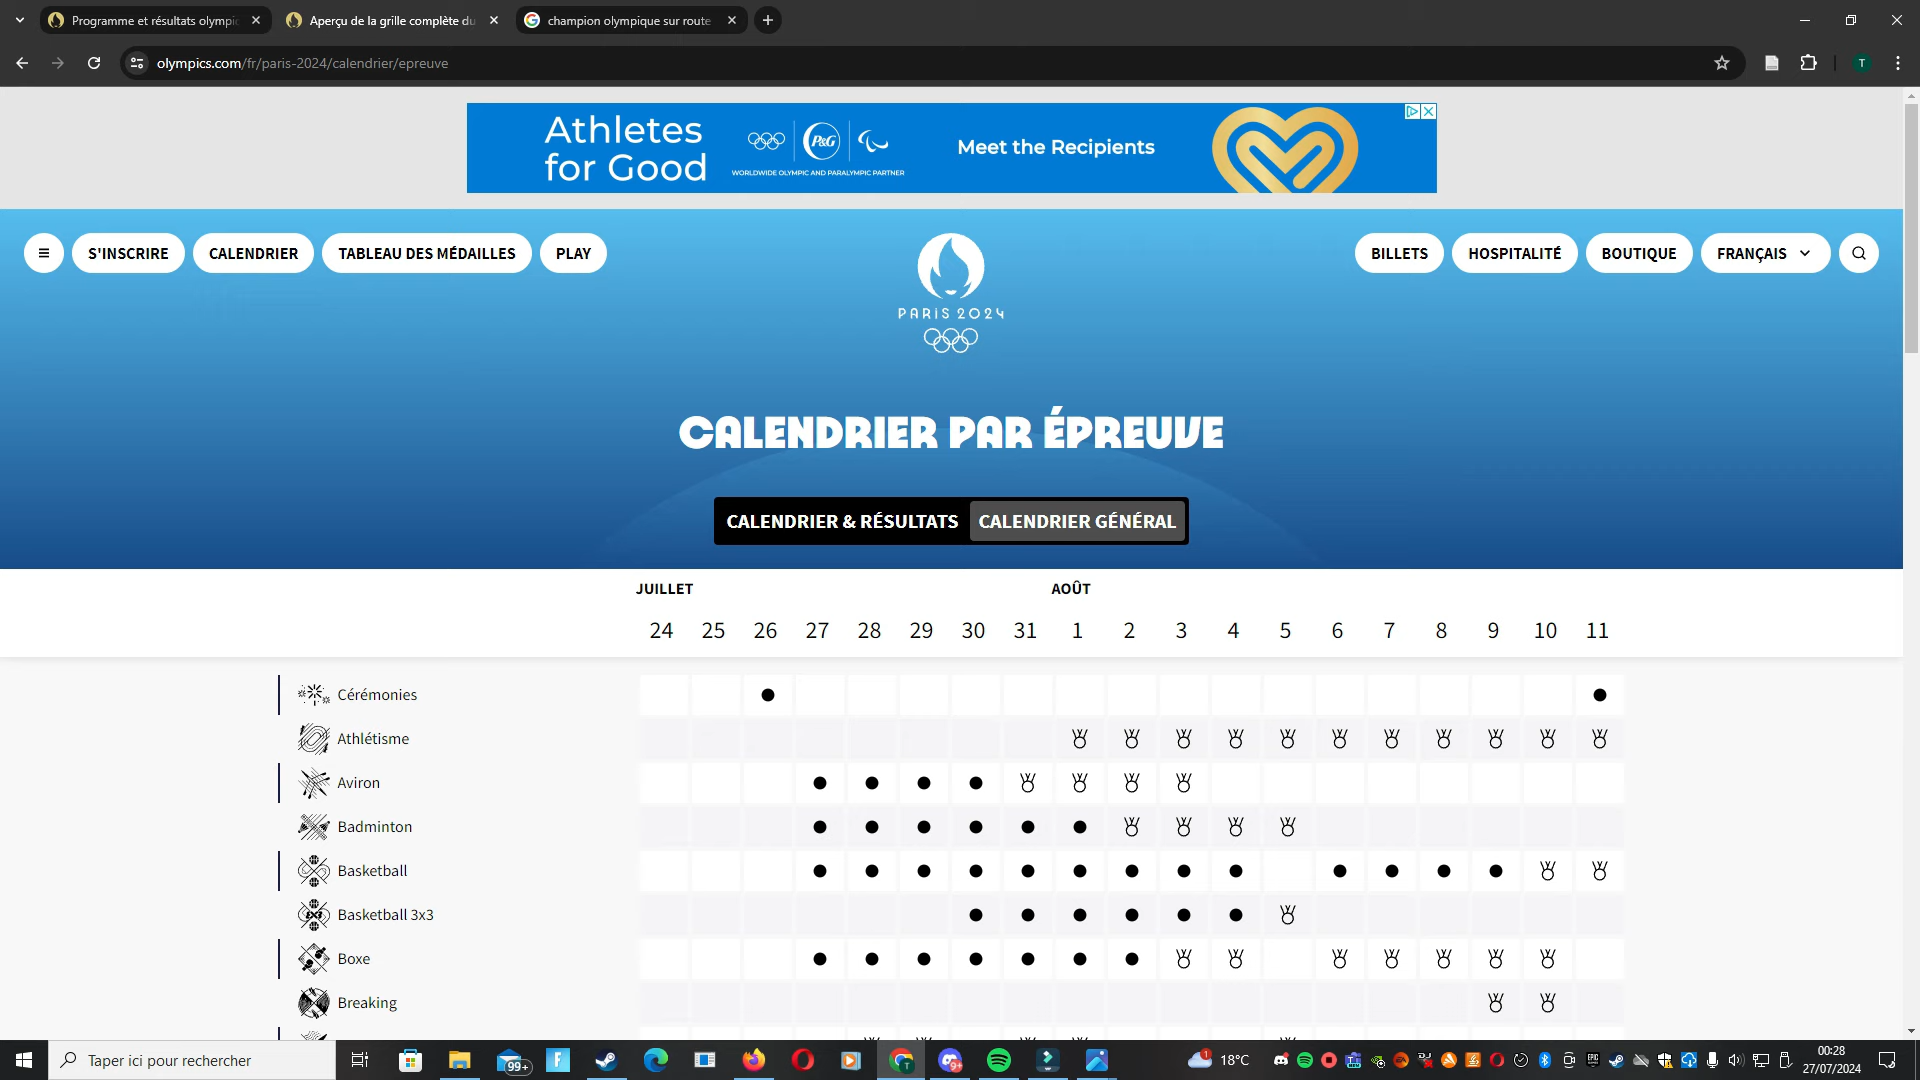 Programme et résultats olympic
Aperçu de la grille complète du
champion olympique sur route
olympics.com/fr/paris-2024/calendrier/epreuve
T
Athletes
for Good
P&G
WORLDWIDE OLYMPIC AND PARALYMPIC PARTNER
Meet the Recipients
S'INSCRIRE
CALENDRIER
TABLEAU DES MÉDAILLES
PLAY
PARIS 2024
BILLETS
HOSPITALITÉ
BOUTIQUE
FRANÇAIS
CALENDRIER PAR ÉPREUVE
CALENDRIER & RÉSULTATS
CALENDRIER GÉNÉRAL
JUILLET AOÛT
24 25 26 27 28 29 30 31 1 2 3 4 5 6 7 8 9 10 11
Cérémonies
Athlétisme
Aviron
Badminton
Basketball
Basketball 3x3
Boxe
Breaking
Taper ici pour rechercher
99+
9+
1
18°C
00:28
27/07/2024